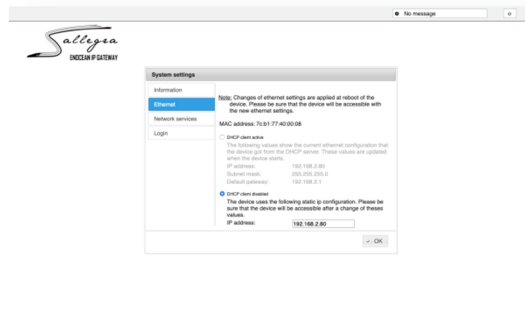 No message
Sallegra
ENOCEAN IP GATEWAY
System settings
Information
Ethernet
Network services
Login
Note: Changes of ethernet settings are applied at reboot of the
device. Please be sure that the device will be accessible with
the new ethernet settings.
MAC address: 7c:b1:77:40:00:08
DHCP client active
The following values show the current ethernet configuration that
the device got from the DHCP server. These values are updated
when the device starts.
IP address: 192.168.2.80
Subnet mask: 255.255.255.0
Default gateway: 192.168.2.1
DHCP client disabled
The device uses the following static ip configuration. Please be
sure that the device will be accessible after a change of theses
values.
IP address: 192.168.2.80
OK